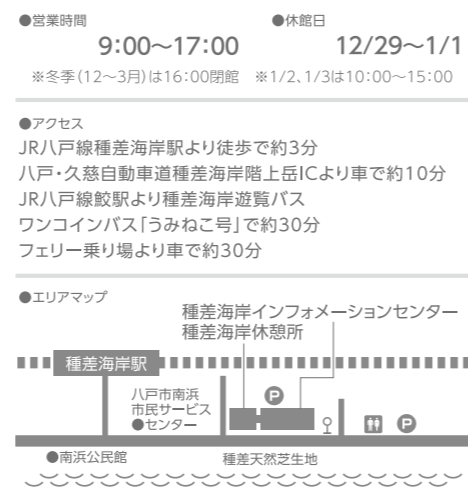 ●営業時間
9:00〜17:00
●休館日
12/29〜1/1
※冬季(12〜3月)は16:00閉館 ※1/2、1/3は10:00〜15:00
●アクセス
JR八戸線種差海岸駅より徒歩で約3分
八戸・久慈自動車道種差海岸階上岳ICより車で約10分
JR八戸線鮫駅より種差海岸遊覧バス
ワンコインバス「うみねこ号」で約30分
フェリー乗り場より車で約30分
●エリアマップ
種差海岸インフォメーションセンター
種差海岸休憩所
種差海岸駅
八戸市南浜
市民サービス
●センター
P
P
●南浜公民館
種差天然芝生地